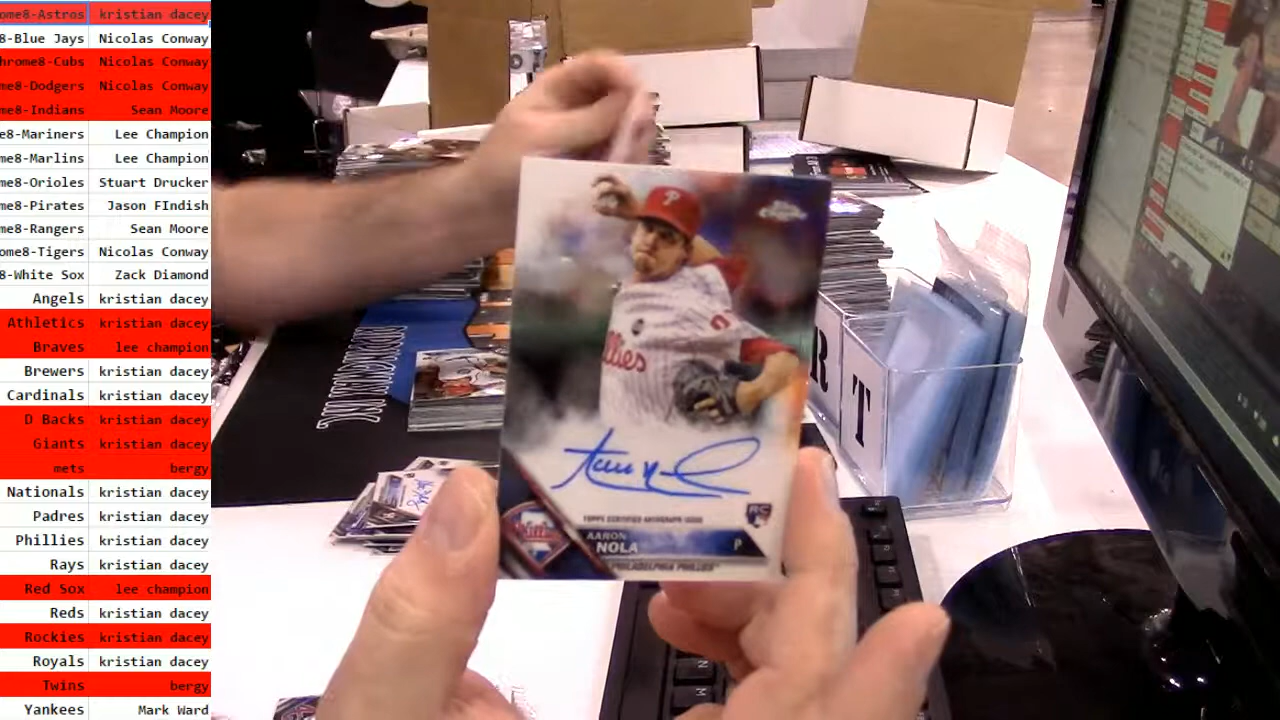 ome8-Astros kristian dacey
8-Blue Jays Nicolas Conway
hrome8-Cubs Nicolas Conway
me8-Dodgers Nicolas Conway
me8-Indians Sean Moore
e8-Mariners Lee Champion
me8-Marlins Lee Champion
me8-Orioles Stuart Drucker
me8-Pirates Jason FIndish
me8-Rangers Sean Moore
me8-Tigers Nicolas Conway
8-White Sox Zack Diamond
Angels kristian dacey
Athletics kristian dacey
Braves lee champion
Brewers kristian dacey
Cardinals kristian dacey
D Backs kristian dacey
Giants kristian dacey
mets bergy
Nationals kristian dacey
Padres kristian dacey
Phillies kristian dacey
Rays kristian dacey
Red Sox lee champion
Reds kristian dacey
Rockies kristian dacey
Royals kristian dacey
Twins bergy
Yankees Mark Ward
P
illies
TOPPS CERTIFIED AUTOGRAPH ISSUE
RC
AARON
NOLA P
PHILADELPHIA PHILLIES
R
T